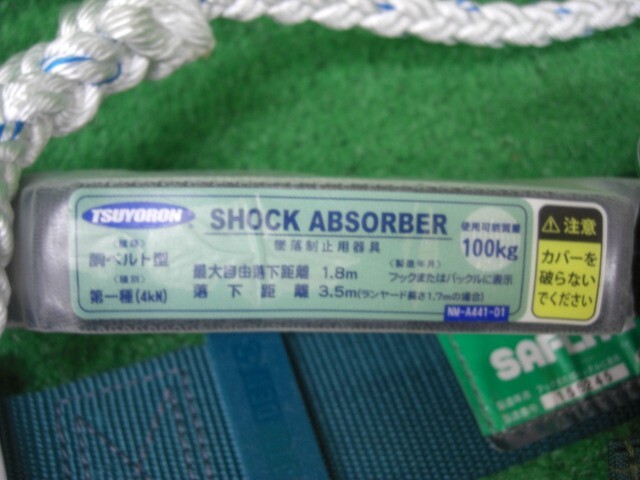 TSUYORON
SHOCK ABSORBER
墜落制止用器具
使用可能質量
100kg
胴ベルト型
<種別>
第一種(4kN)
最大自由落下距離 1.8m
落下距離 3.5m(ランヤード長さ1.7mの場合)
<製造年月>
フックまたはバックルに表示
NM-A441-01
⚠注意
カバーを
破らない
でください